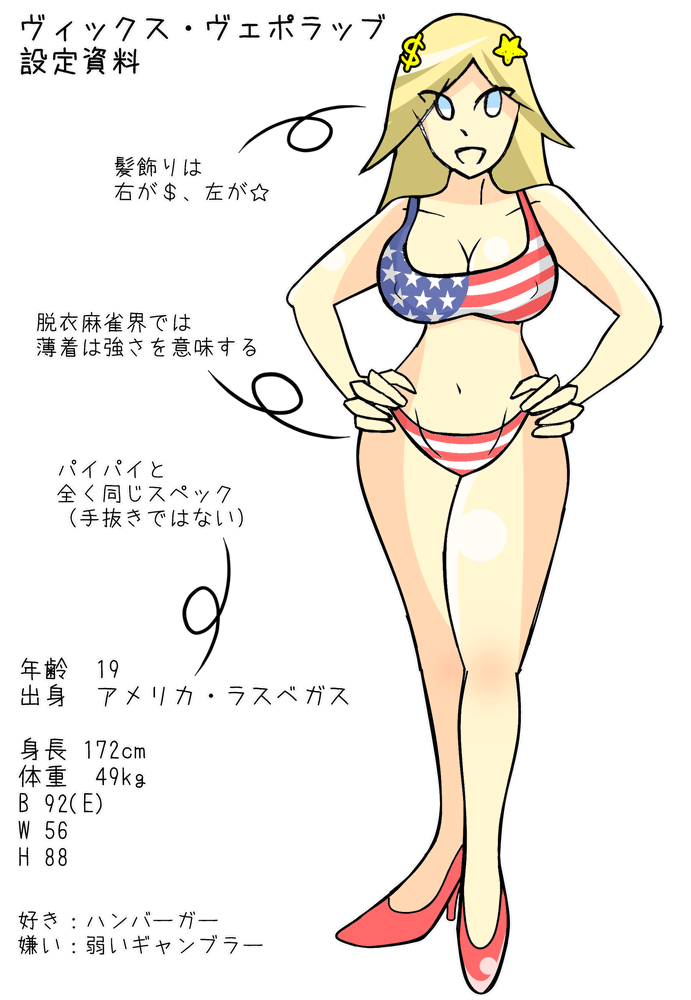 ヴィックス・ヴェポラッブ
設定資料
髪飾りは
右が＄、左が☆
脱衣麻雀界では
薄着は強さを意味する
パイパイと
全く同じスペック
（手抜きではない）
年齢　19
出身　アメリカ・ラスベガス
身長 172cm
体重　49kg
B 92(E)
W 56
H 88
好き：ハンバーガー
嫌い：弱いギャンブラー